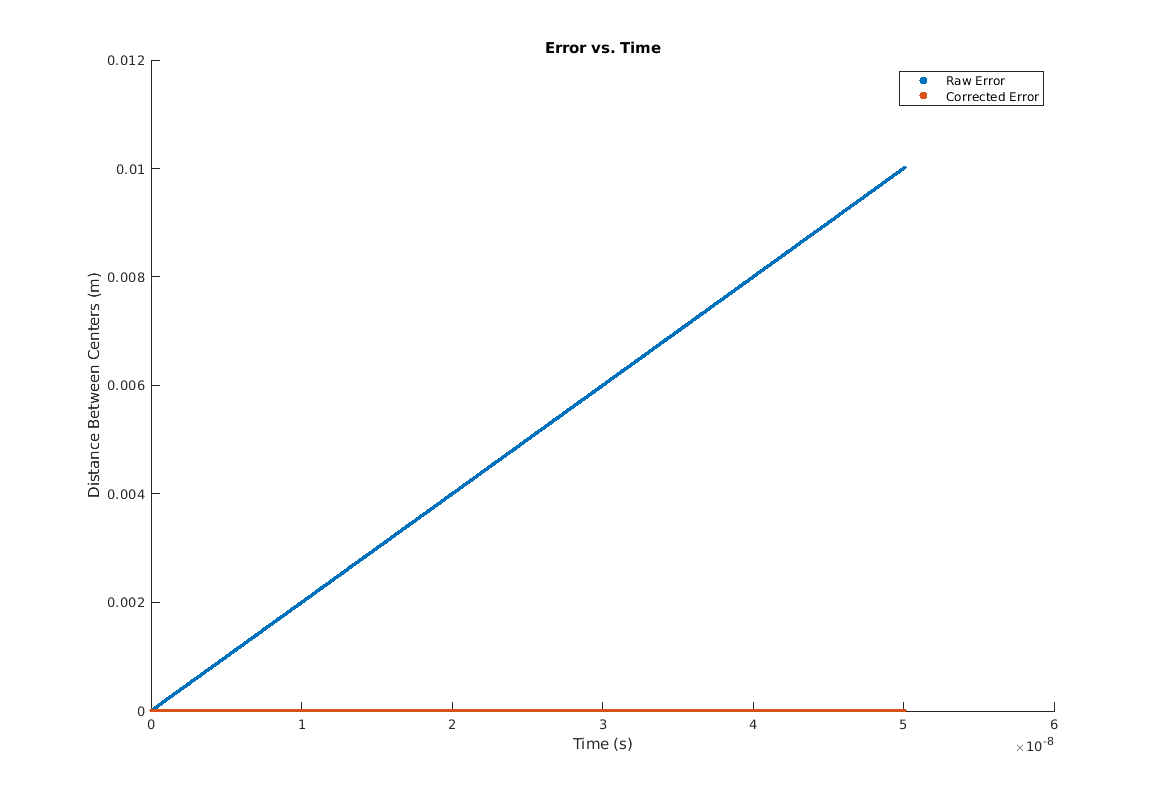 Error vs. Time
Raw Error
Corrected Error
0.012
0.01
0.008
0.006
0.004
0.002
0
Distance Between Centers (m)
0 1 2 3 4 5 6
Time (s)
×10-8